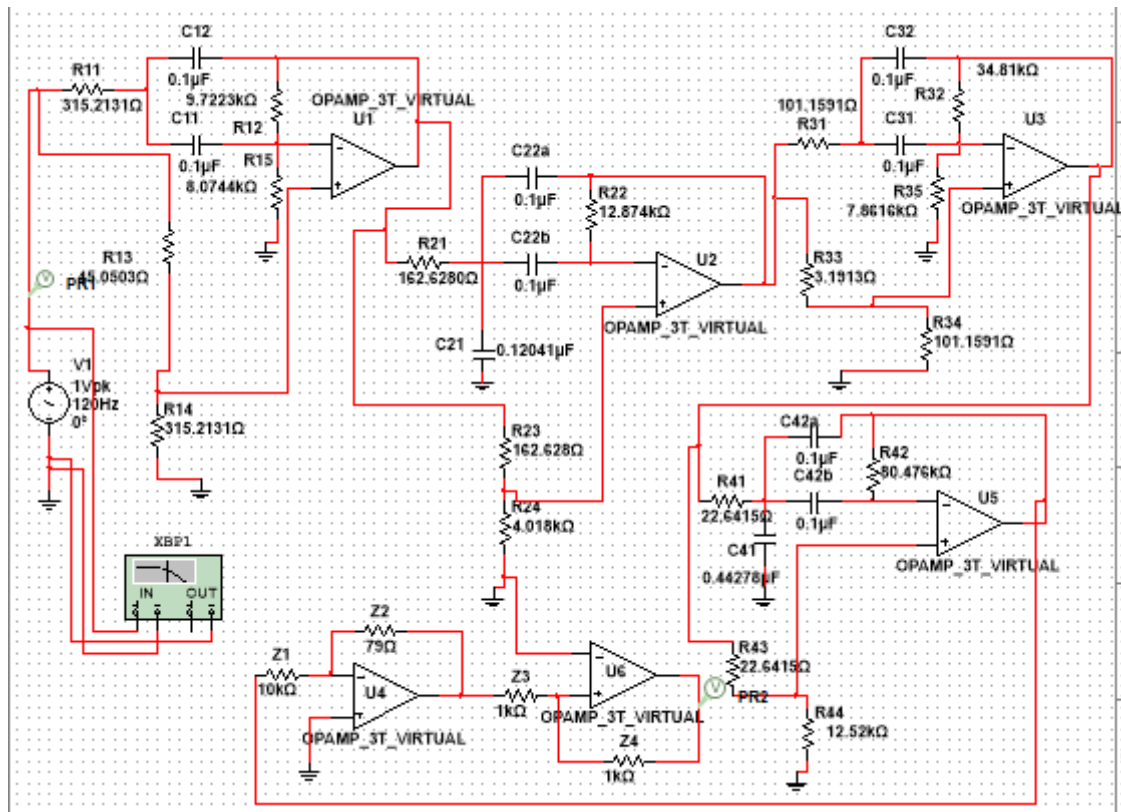 C12
0.1µF
R11
315.2131Ω
9.7223kΩ
C11
R12
0.1µF
8.0744kΩ
R15
OPAMP_3T_VIRTUAL
U1
R13
45.0503Ω
PR1
V1
1Vpk
120Hz
0°
R14
315.2131Ω
XBP1
IN
OUT
C22a
0.1µF
R22
12.874kΩ
R21
162.6280Ω
C22b
0.1µF
U2
OPAMP_3T_VIRTUAL
C21
0.12041µF
R23
162.628Ω
R24
4.018kΩ
C32
0.1µF
34.81kΩ
R32
101.1591Ω
R31
C31
0.1µF
U3
R35
7.8616kΩ
OPAMP_3T_VIRTUAL
R33
3.1913Ω
R34
101.1591Ω
C42a
0.1µF
R42
80.476kΩ
R41
22.6415Ω
C42b
0.1µF
U5
C41
OPAMP_3T_VIRTUAL
0.44278µF
R43
22.6415Ω
R44
12.52kΩ
Z2
79Ω
Z1
10kΩ
U4
OPAMP_3T_VIRTUAL
Z3
1kΩ
U6
OPAMP_3T_VIRTUAL
PR2
Z4
1kΩ